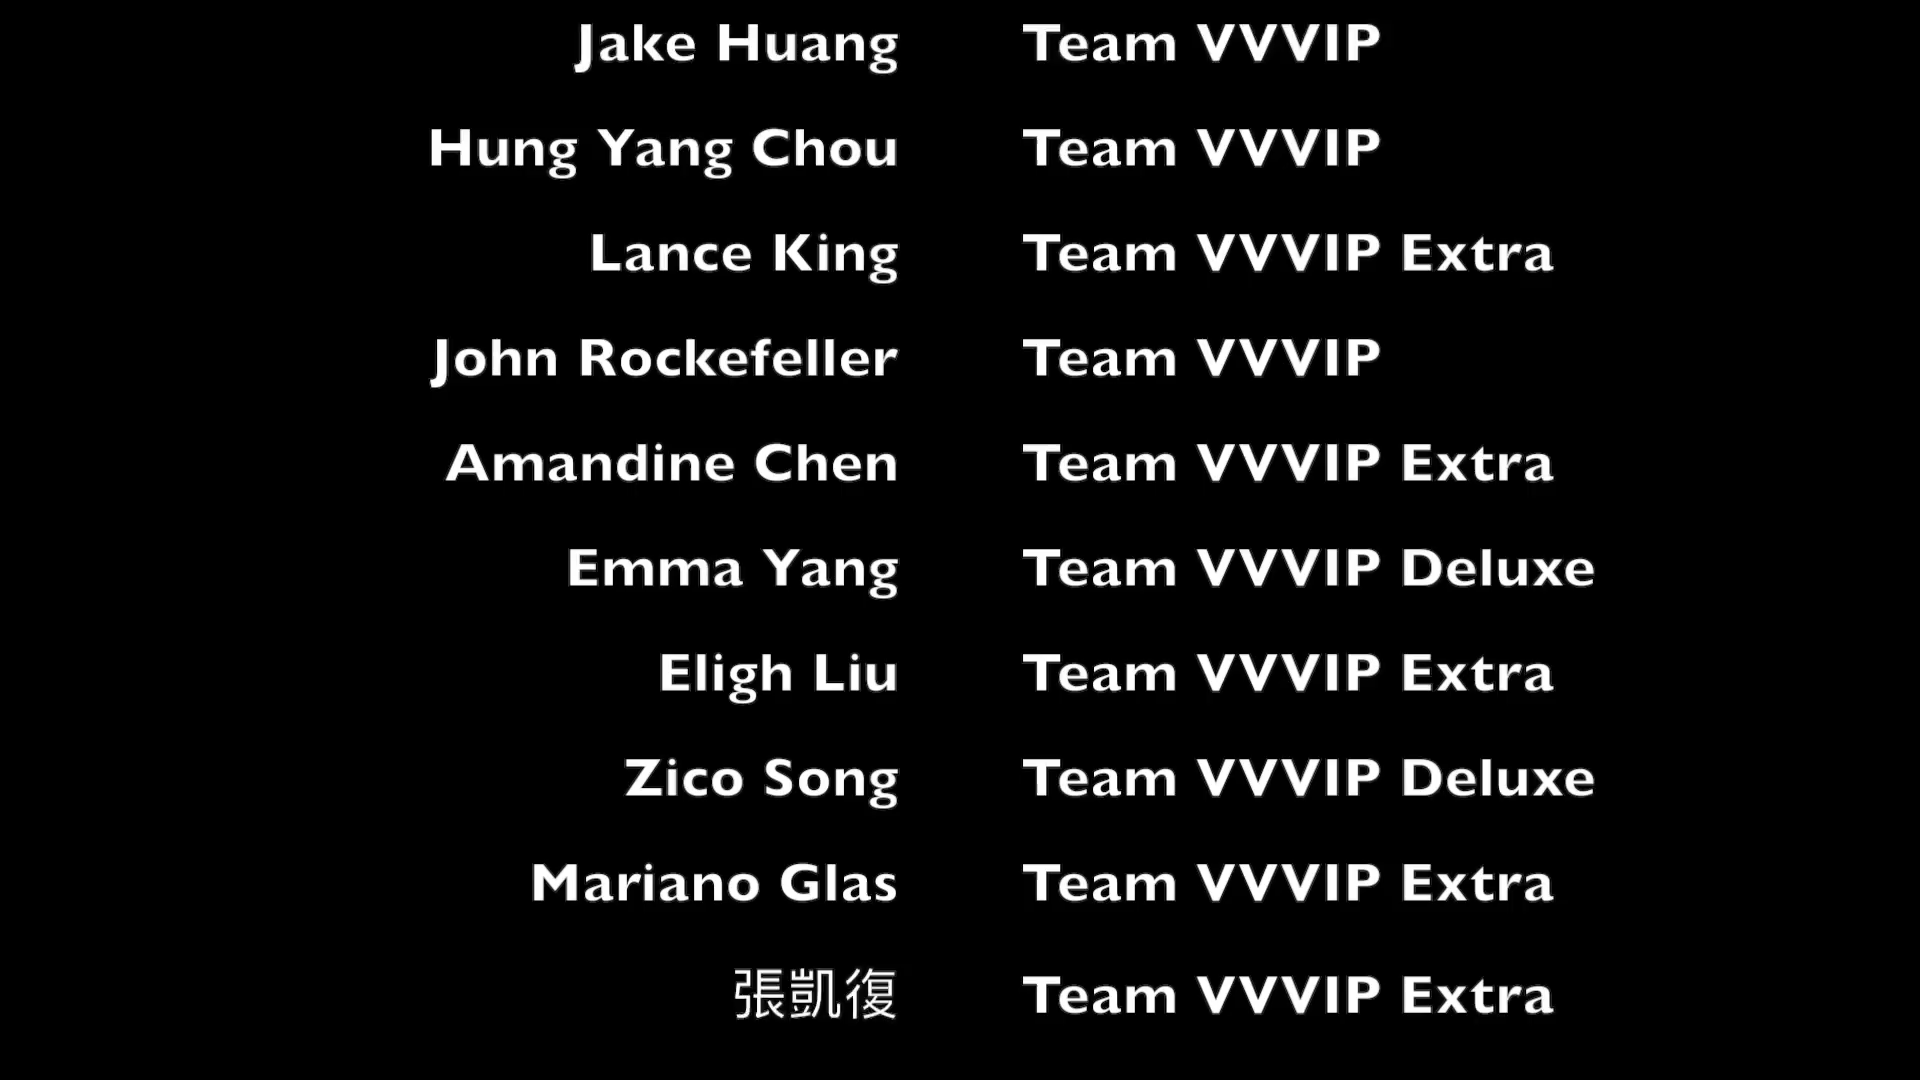 Jake Huang Team VVVIP
Hung Yang Chou Team VVVIP
Lance King Team VVVIP Extra
John Rockefeller Team VVVIP
Amandine Chen Team VVVIP Extra
Emma Yang Team VVVIP Deluxe
Eligh Liu Team VVVIP Extra
Zico Song Team VVVIP Deluxe
Mariano Glas Team VVVIP Extra
張凱復 Team VVVIP Extra